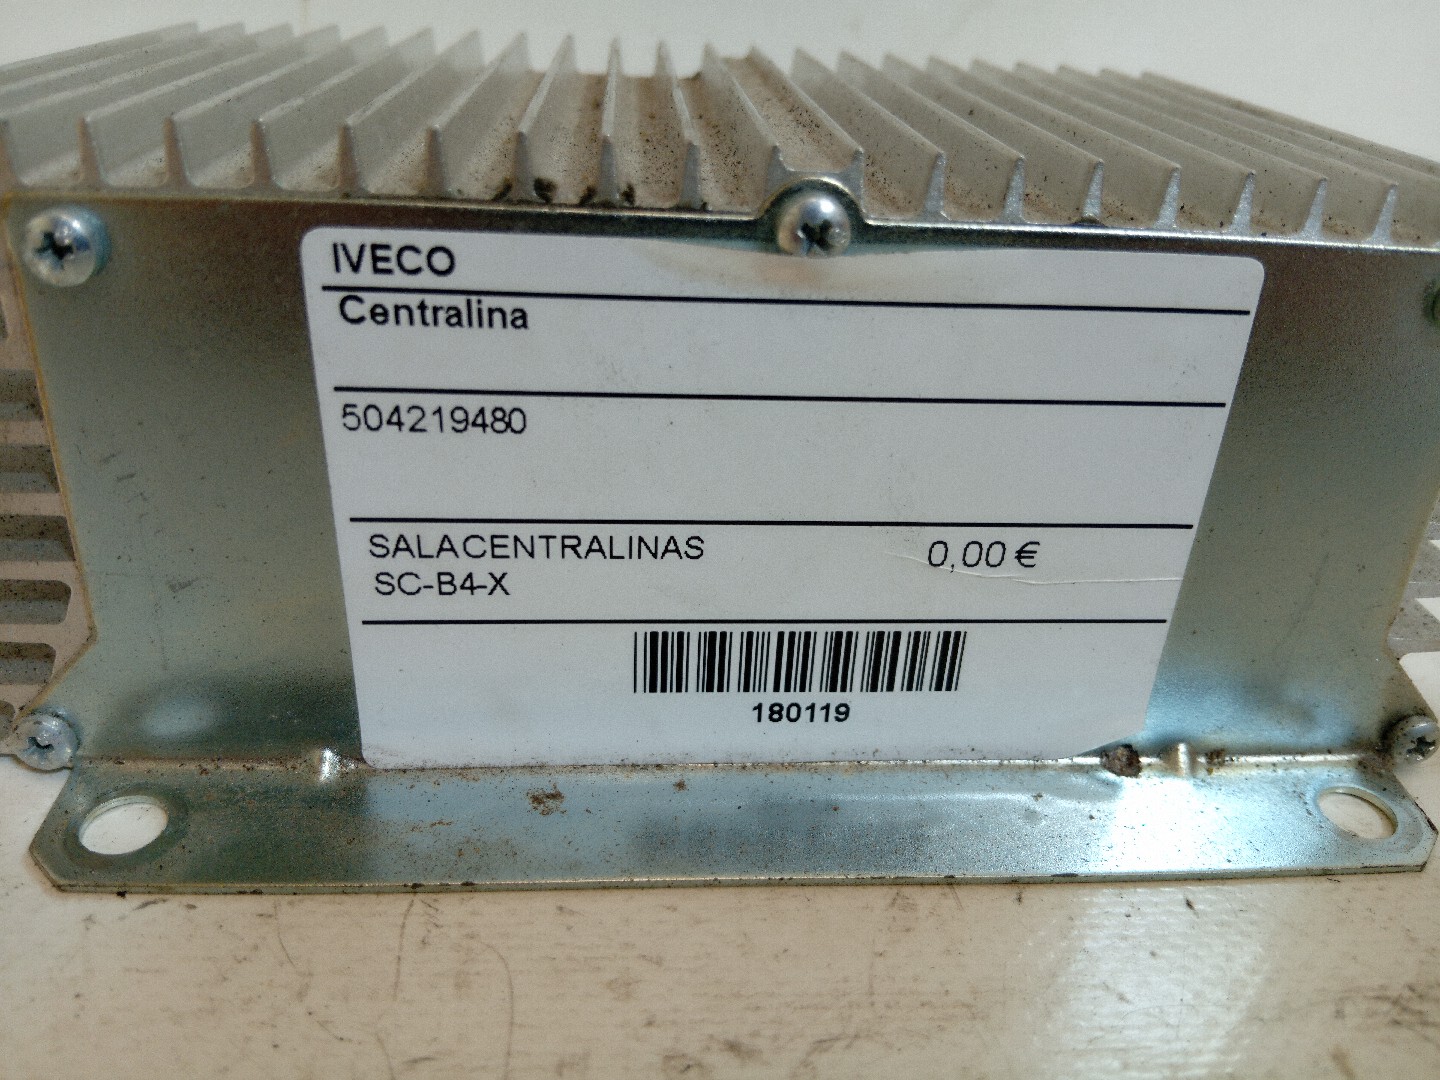 IVECO
Centralina
504219480
SALACENTRALINAS 0,00 €
SC-B4-X
180119